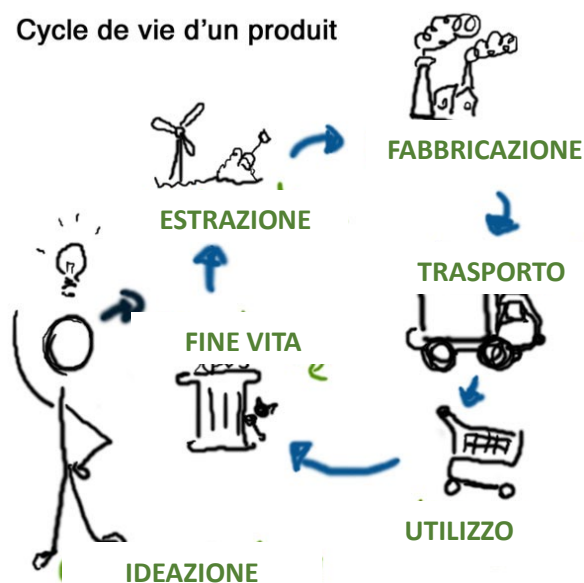 Cycle de vie d'un produit
FABBRICAZIONE
ESTRAZIONE
TRASPORTO
FINE VITA
UTILIZZO
IDEAZIONE